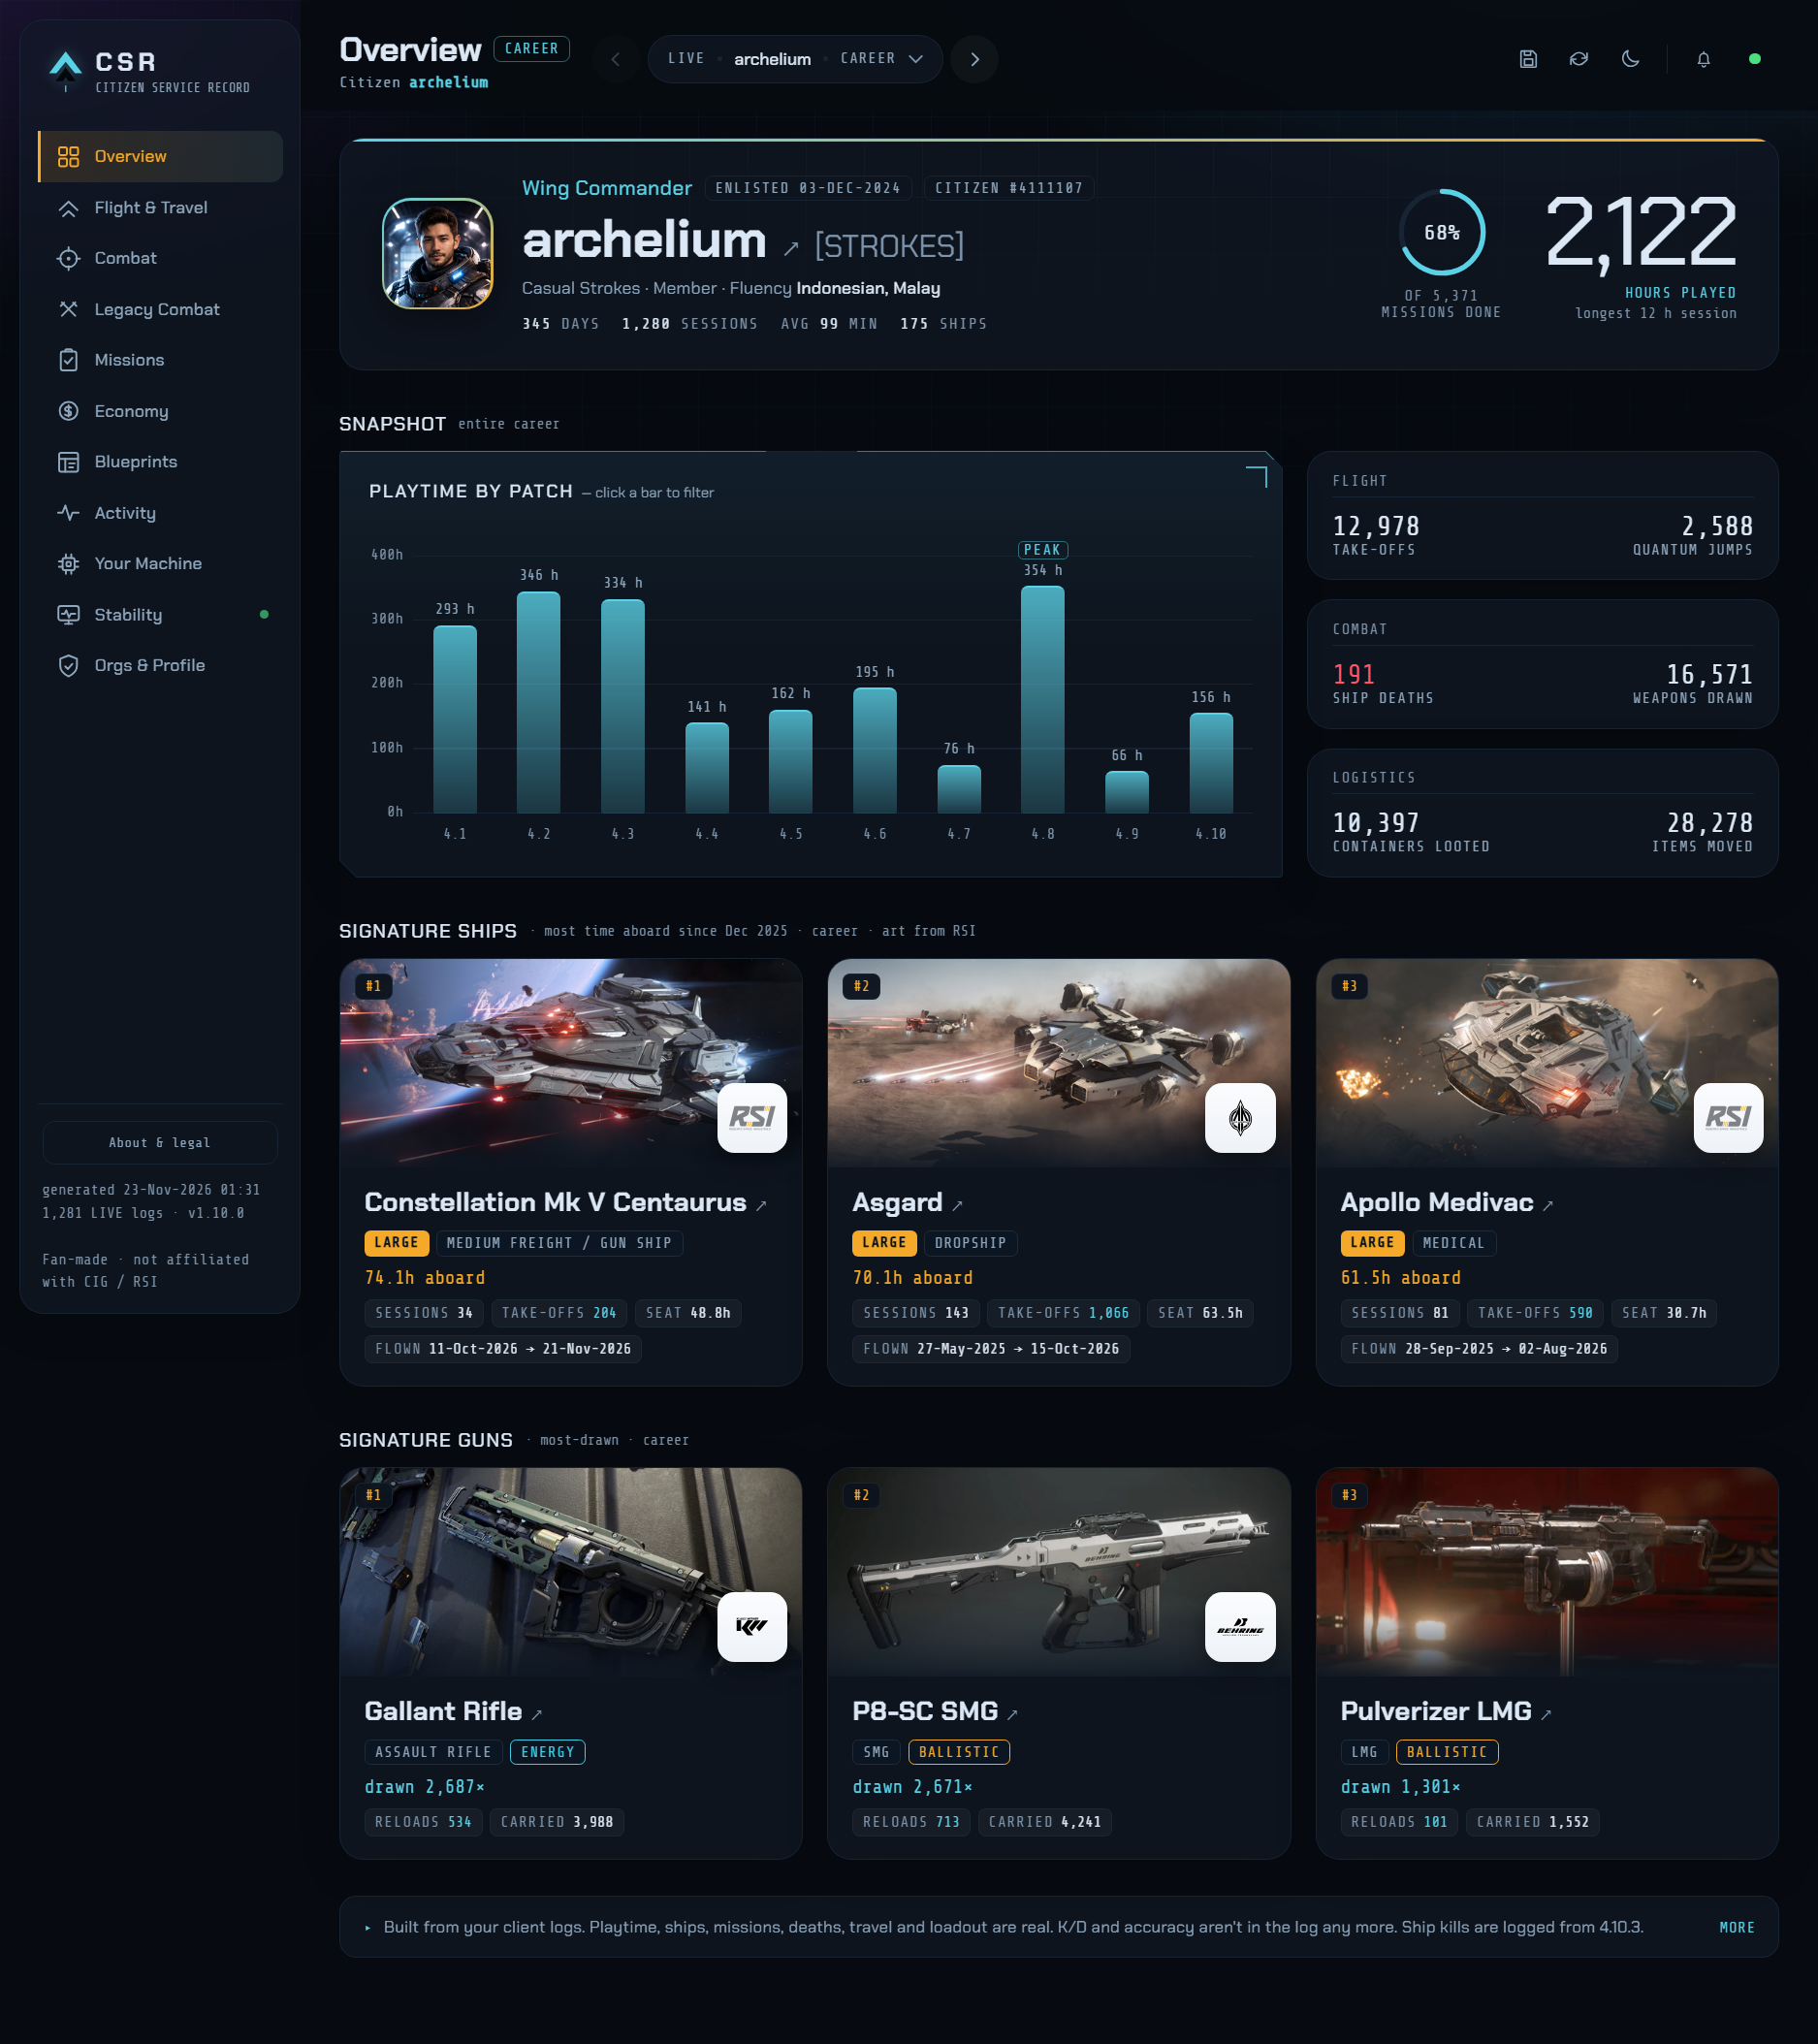 CSR
CITIZEN SERVICE RECORD
Overview
Flight & Travel
Combat
Legacy Combat
Missions
Economy
Blueprints
Activity
Your Machine
Stability
Orgs & Profile
About & legal
generated 23-Nov-2026 01:31
1,281 LIVE logs · v1.10.0
Fan-made · not affiliated
with CIG / RSI
Overview CAREER
Citizen archelium
LIVE · archelium · CAREER
Wing Commander ENLISTED 03-DEC-2024 CITIZEN #4111107
archelium ↗ [STROKES]
Casual Strokes · Member · Fluency Indonesian, Malay
345 DAYS 1,280 SESSIONS AVG 99 MIN 175 SHIPS
68%
OF 5,371
MISSIONS DONE
2,122
HOURS PLAYED
longest 12 h session
SNAPSHOT entire career
PLAYTIME BY PATCH – click a bar to filter
400h
300h
200h
100h
0h
293 h
346 h
334 h
141 h
162 h
195 h
76 h
PEAK
354 h
66 h
156 h
4.1 4.2 4.3 4.4 4.5 4.6 4.7 4.8 4.9 4.10
FLIGHT
12,978 2,588
TAKE-OFFS QUANTUM JUMPS
COMBAT
191 16,571
SHIP DEATHS WEAPONS DRAWN
LOGISTICS
10,397 28,278
CONTAINERS LOOTED ITEMS MOVED
SIGNATURE SHIPS · most time aboard since Dec 2025 · career · art from RSI
#1
RSI
Constellation Mk V Centaurus ↗
LARGE MEDIUM FREIGHT / GUN SHIP
74.1h aboard
SESSIONS 34 TAKE-OFFS 204 SEAT 48.8h
FLOWN 11-Oct-2026 → 21-Nov-2026
#2
Asgard ↗
LARGE DROPSHIP
70.1h aboard
SESSIONS 143 TAKE-OFFS 1,066 SEAT 63.5h
FLOWN 27-May-2025 → 15-Oct-2026
#3
RSI
Apollo Medivac ↗
LARGE MEDICAL
61.5h aboard
SESSIONS 81 TAKE-OFFS 590 SEAT 30.7h
FLOWN 28-Sep-2025 → 02-Aug-2026
SIGNATURE GUNS · most-drawn · career
#1
Gallant Rifle ↗
ASSAULT RIFLE ENERGY
drawn 2,687×
RELOADS 534 CARRIED 3,988
#2
BEHRING
BEHRING
P8-SC SMG ↗
SMG BALLISTIC
drawn 2,671×
RELOADS 713 CARRIED 4,241
#3
Pulverizer LMG ↗
LMG BALLISTIC
drawn 1,301×
RELOADS 101 CARRIED 1,552
▸ Built from your client logs. Playtime, ships, missions, deaths, travel and loadout are real. K/D and accuracy aren't in the log any more. Ship kills are logged from 4.10.3. MORE